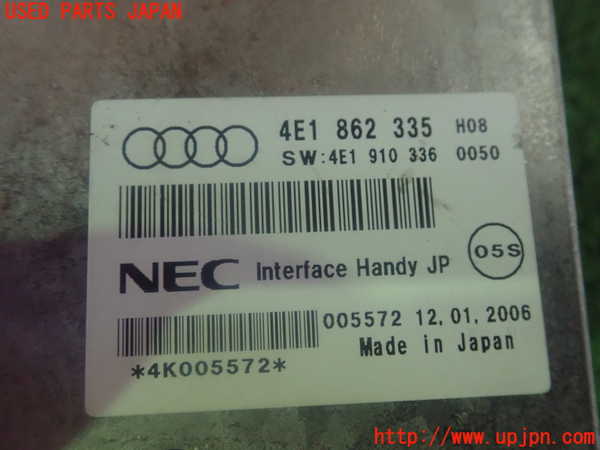 USED PARTS JAPAN
4E1 862 335 H08
SW:4E1 910 336 0050
NEC Interface Handy JP 05S
005572 12.01.2006
Made in Japan
*4K005572*
http://www.upjpn.com/